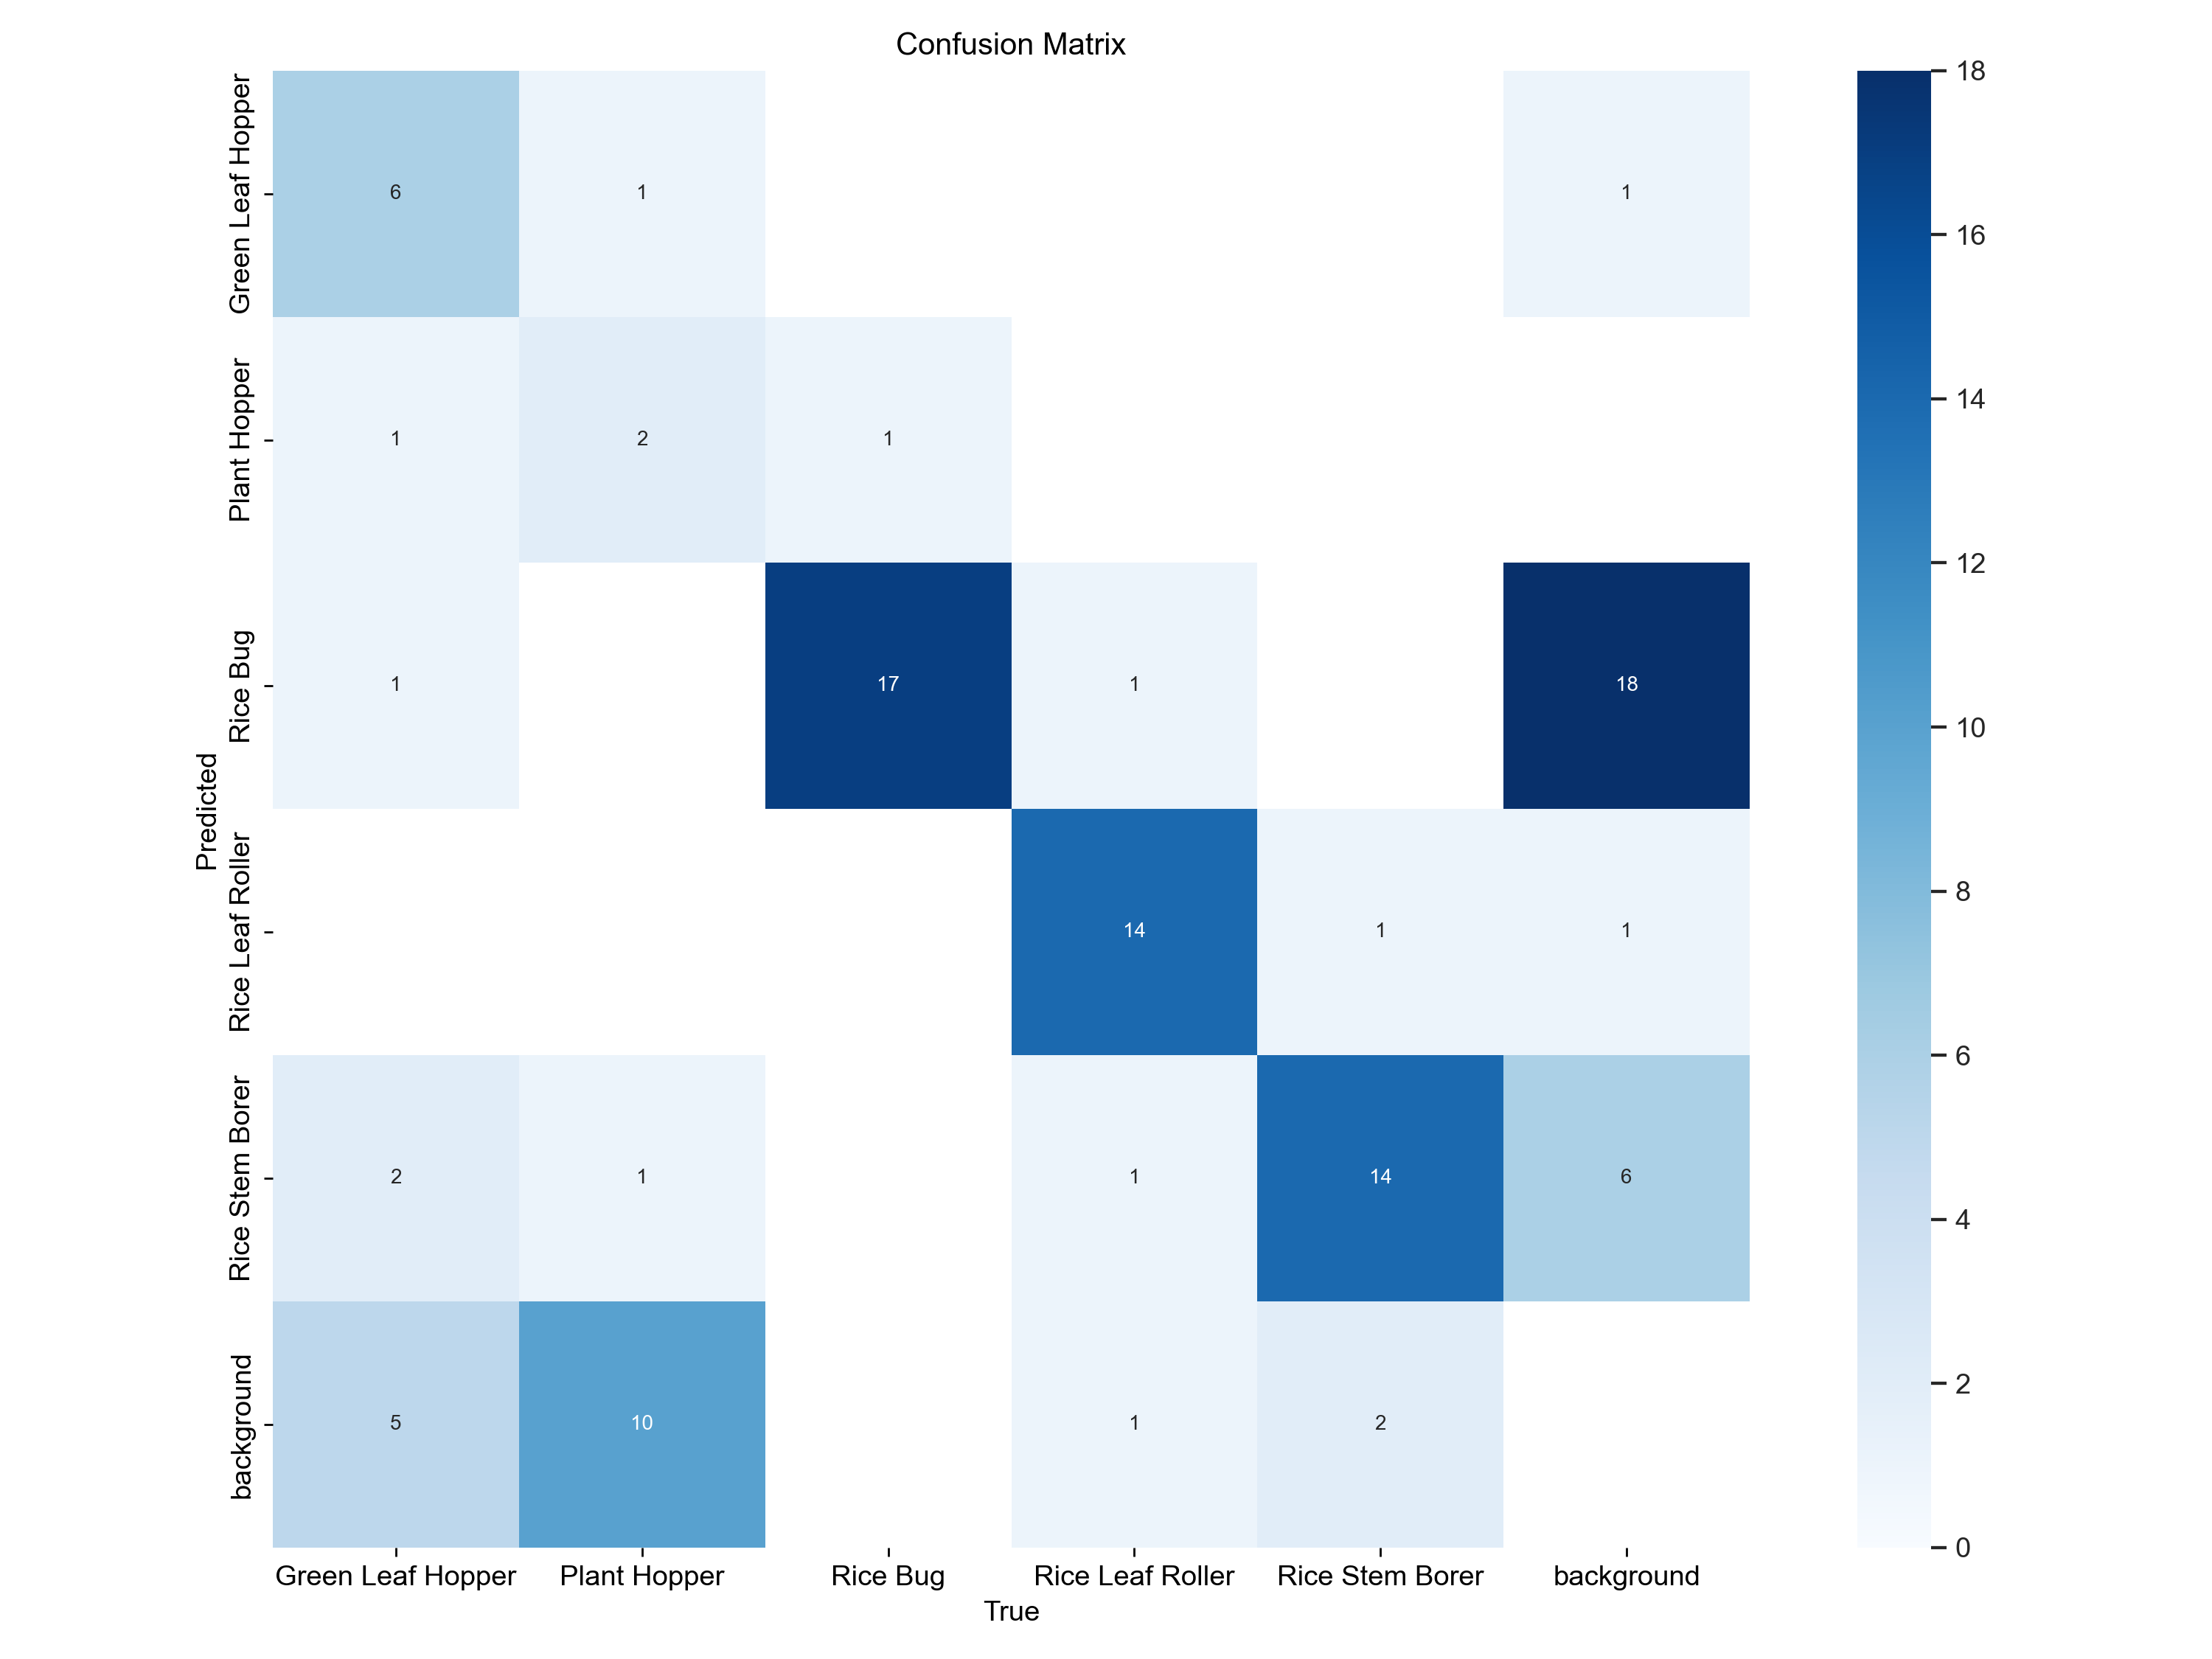 Confusion Matrix
Green Leaf Hopper
6
1
1
Plant Hopper
1
2
1
Rice Bug
1
17
1
18
Rice Leaf Roller
14
1
1
Rice Stem Borer
2
1
1
14
6
background
5
10
1
2
Predicted
Green Leaf Hopper
Plant Hopper
Rice Bug
Rice Leaf Roller
Rice Stem Borer
background
True
18
16
14
12
10
8
6
4
2
0